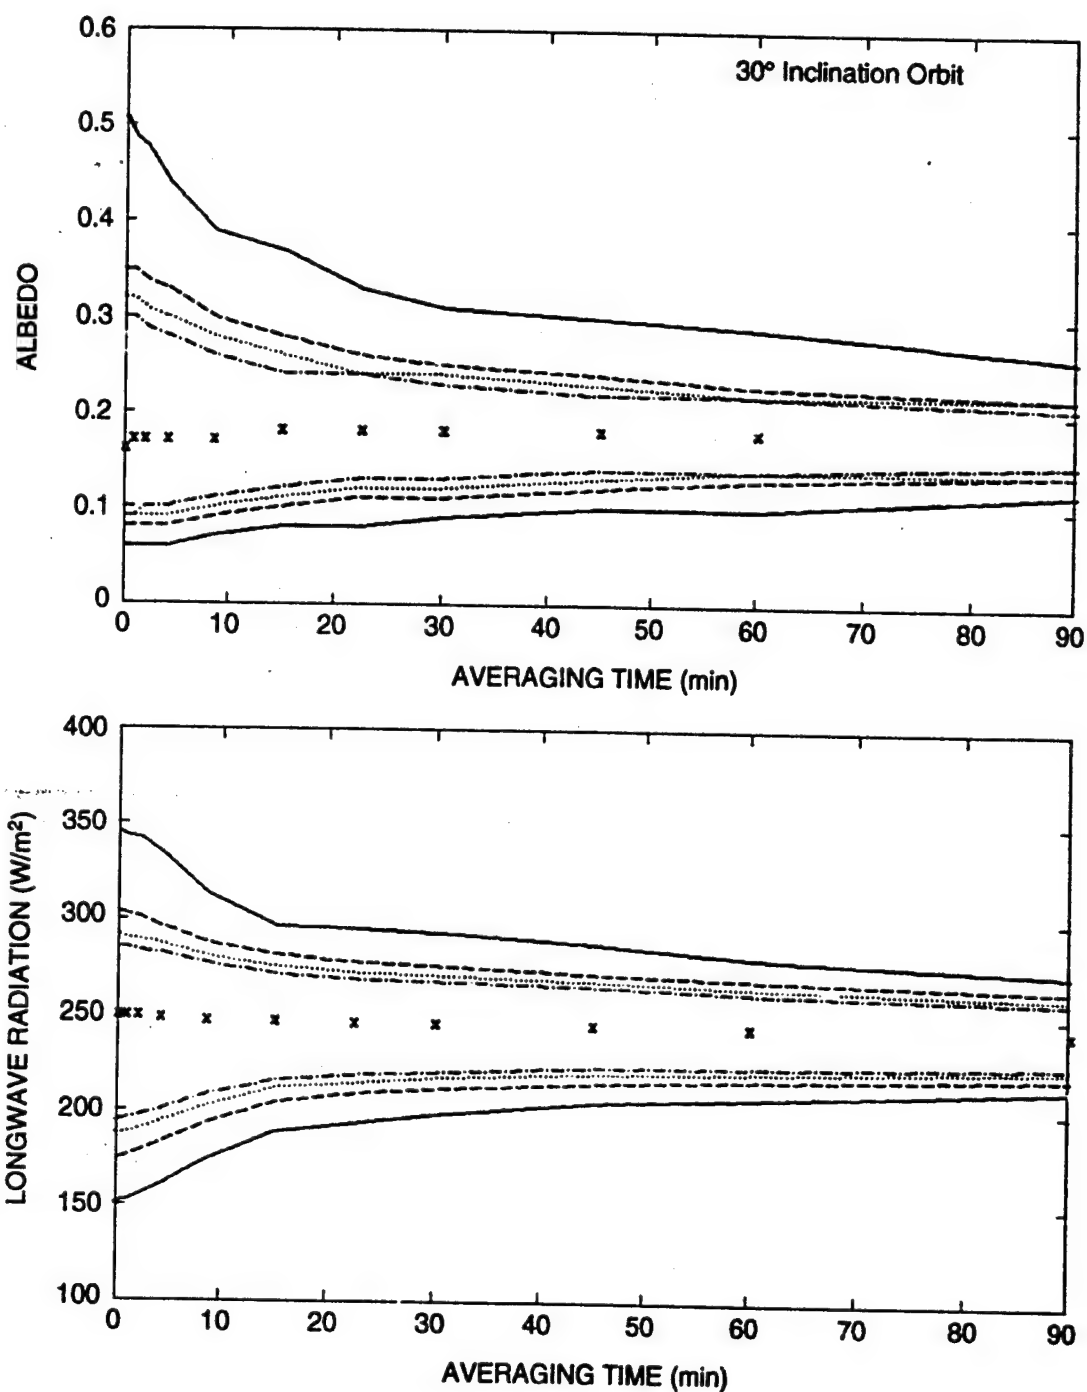 0.6
30° Inclination Orbit
0.5
0.4
ALBEDO
0.3
0.2
0.1
0
0 10 20 30 40 50 60 70 80 90
AVERAGING TIME (min)
400
350
LONGWAVE RADIATION (W/m²)
300
250
200
150
100
0 10 20 30 40 50 60 70 80 90
AVERAGING TIME (min)